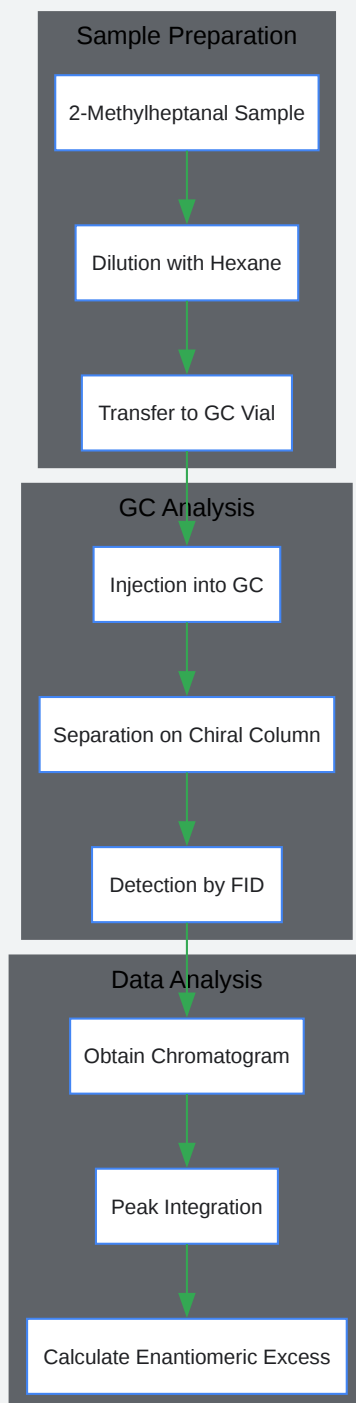 Sample Preparation
2-Methylheptanal Sample
Dilution with Hexane
Transfer to GC Vial
GC Analysis
Injection into GC
Separation on Chiral Column
Detection by FID
Data Analysis
Obtain Chromatogram
Peak Integration
Calculate Enantiomeric Excess